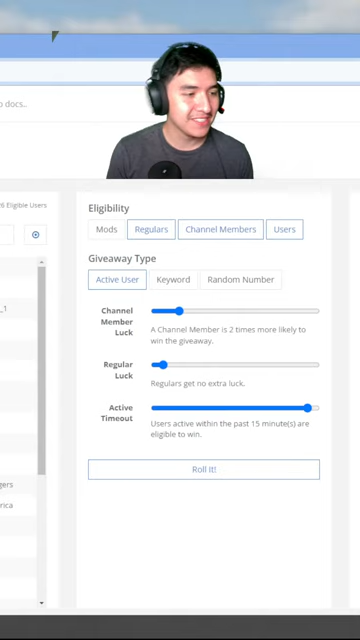 docs..
26 Eligible Users
Eligibility
Mods
Regulars
Channel Members
Users
Giveaway Type
Active User
Keyword
Random Number
_1
Channel
Member
Luck
A Channel Member is 2 times more likely to
win the giveaway.
Regular
Luck
Regulars get no extra luck.
Active
Timeout
Users active within the past 15 minute(s) are
eligible to win.
Roll It!
gers
rica